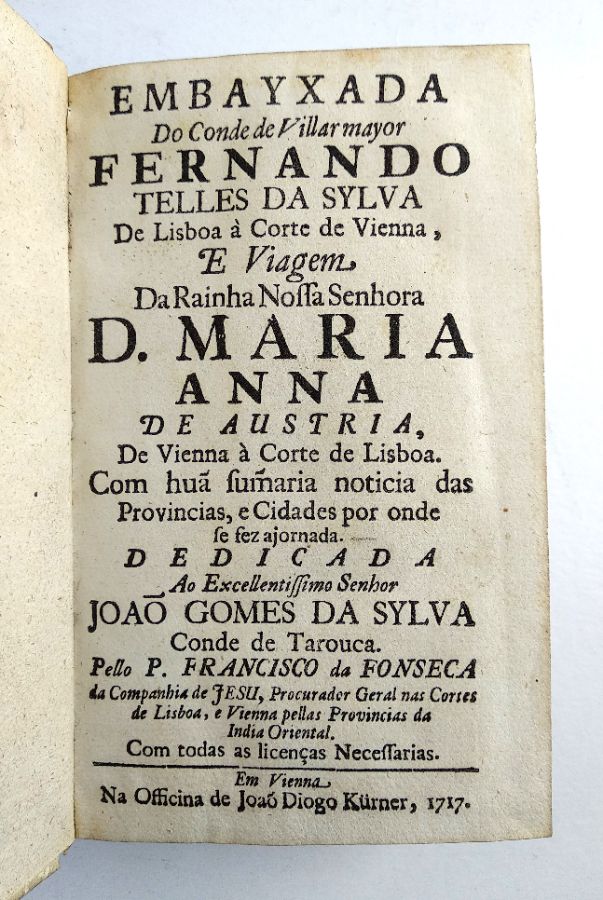 EMBAYXADA
Do Conde de Villar mayor
FERNANDO
TELLES DA SYLVA
De Lisboa à Corte de Vienna,
E Viagem
Da Rainha Noſſa Senhora
D. MARIA
ANNA
DE AUSTRIA,
De Vienna à Corte de Lisboa.
Com huã ſum̃aria noticia das
Provincias, e Cidades por onde
ſe fez ajornada.
DEDICADA
Ao Excellentiſſimo Senhor
JOAÕ GOMES DA SYLVA
Conde de Tarouca.
Pello P. FRANCISCO da FONSECA
da Companhia de JESU, Procurador Geral nas Cortes
de Lisboa, e Vienna pellas Provincias da
India Oriental.
Com todas as licenças Neceſſarias.
Em Vienna
Na Officina de Joaõ Diogo Kürner, 1717.